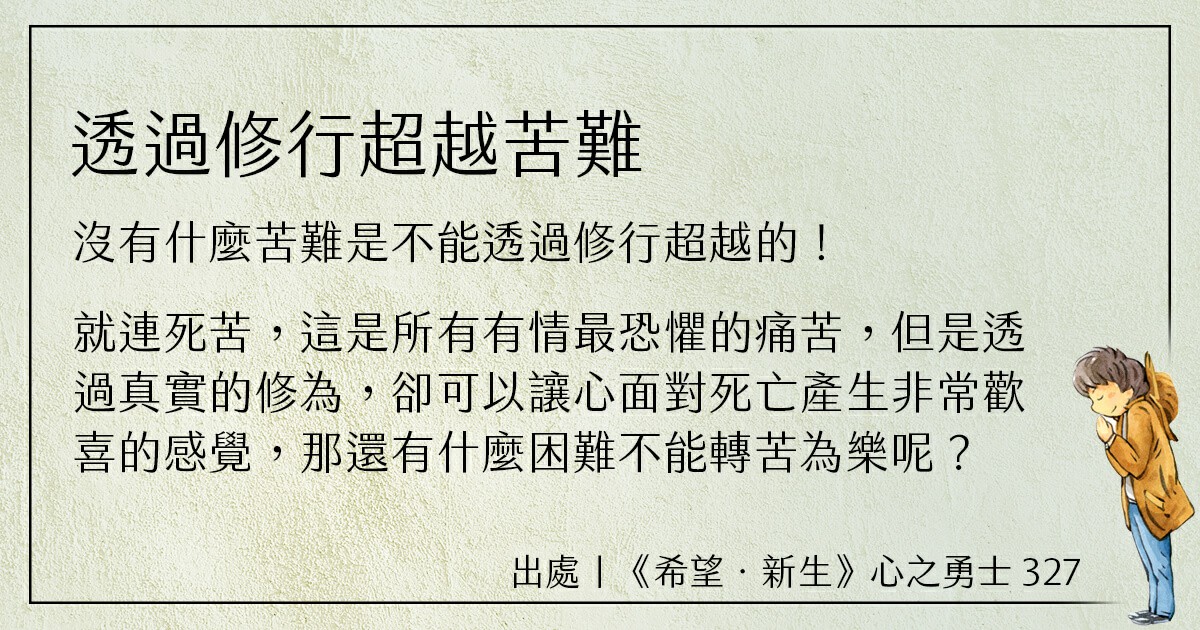 透過修行超越苦難
沒有什麼苦難是不能透過修行超越的！
就連死苦，這是所有有情最恐懼的痛苦，但是透
過真實的修為，卻可以讓心面對死亡產生非常歡
喜的感覺，那還有什麼困難不能轉苦為樂呢？
出處｜《希望．新生》心之勇士 327